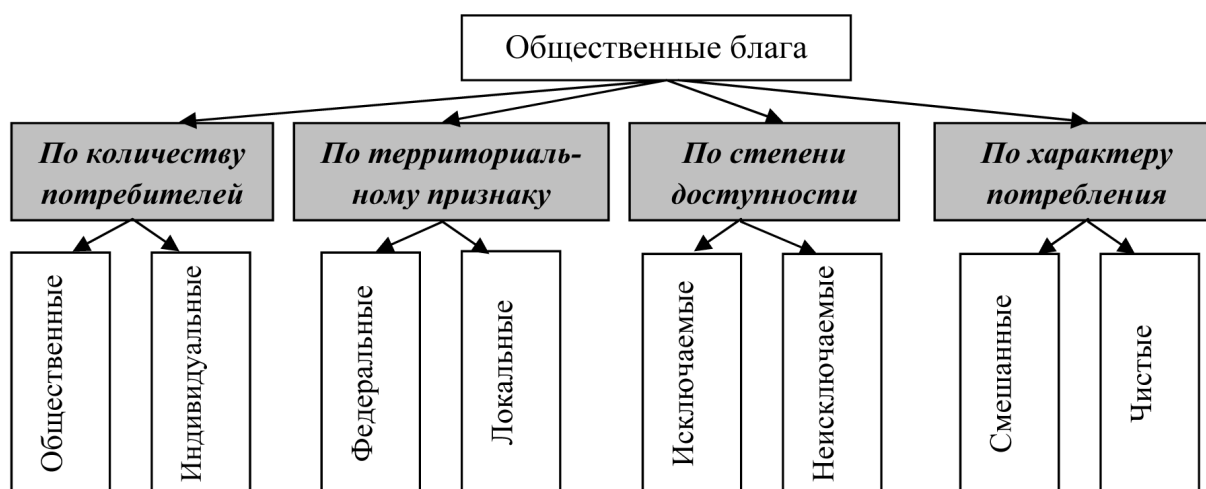 Общественные блага
По количеству
потребителей
По территориаль-
ному признаку
По степени
доступности
По характеру
потребления
Общественные
Индивидуальные
Федеральные
Локальные
Исключаемые
Неисключаемые
Смешанные
Чистые